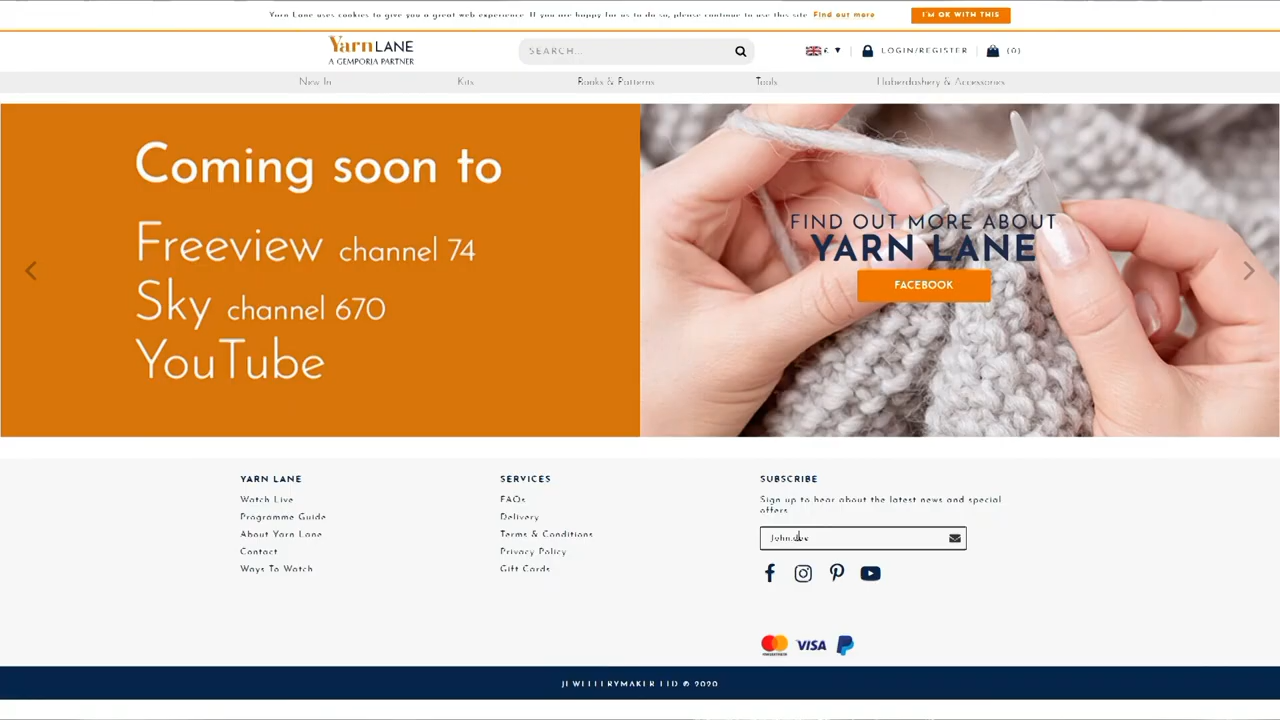 Yarn Lane uses cookies to give you a great web experience. If you are happy for us to do so, please continue to use this site. Find out more
I'M OK WITH THIS
YarnLANE
A GEMPORIA PARTNER
SEARCH...
£
LOGIN/REGISTER
(0)
New In
Kits
Books & Patterns
Tools
Haberdashery & Accessories
Coming soon to
Freeview channel 74
Sky channel 670
YouTube
FIND OUT MORE ABOUT
YARN LANE
FACEBOOK
YARN LANE
Watch Live
Programme Guide
About Yarn Lane
Contact
Ways To Watch
SERVICES
FAQs
Delivery
Terms & Conditions
Privacy Policy
Gift Cards
SUBSCRIBE
Sign up to hear about the latest news and special
offers
mastercard
VISA
JEWELLERYMAKER LTD © 2020